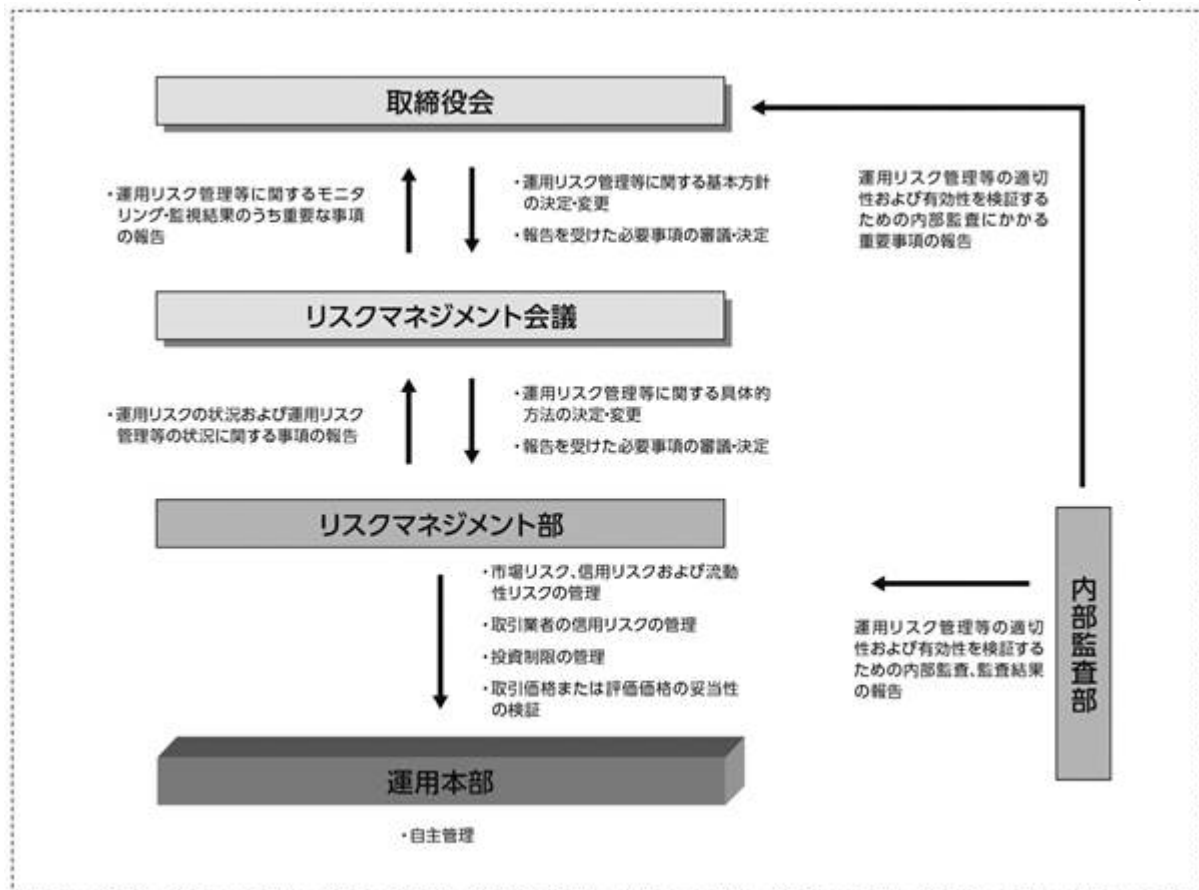 取締役会
・運用リスク管理等に関するモニタ
リング・監視結果のうち重要な事項
の報告
・運用リスク管理等に関する基本方針
の決定・変更
・報告を受けた必要事項の審議・決定
運用リスク管理等の適切
性および有効性を検証す
るための内部監査にかかる
重要事項の報告
リスクマネジメント会議
・運用リスクの状況および運用リスク
管理等の状況に関する事項の報告
・運用リスク管理等に関する具体的
方法の決定・変更
・報告を受けた必要事項の審議・決定
リスクマネジメント部
・市場リスク、信用リスクおよび流動
性リスクの管理
・取引業者の信用リスクの管理
・投資制限の管理
・取引価格または評価価格の妥当性
の検証
運用リスク管理等の適切
性および有効性を検証する
ための内部監査、監査結果
の報告
内部監査部
運用本部
・自主管理